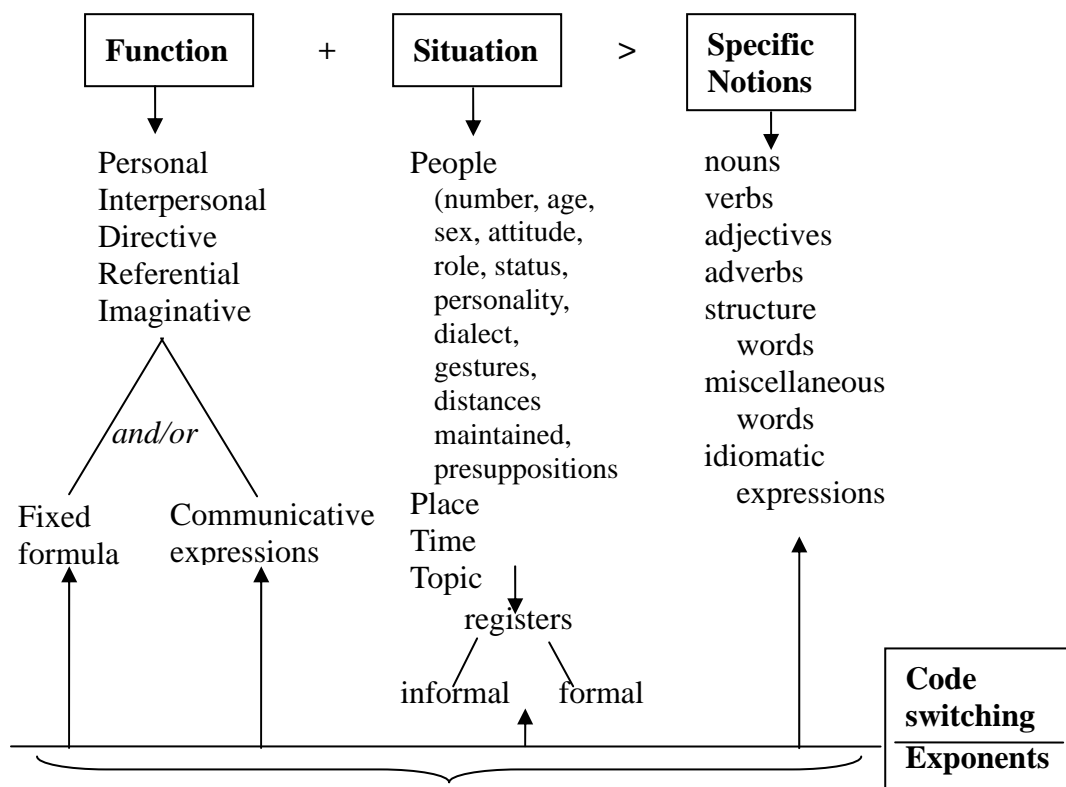 Function + Situation > Specific
Notions
Personal
Interpersonal
Directive
Referential
Imaginative
and/or
Fixed
formula
Communicative
expressions
People
(number, age,
sex, attitude,
role, status,
personality,
dialect,
gestures,
distances
maintained,
presuppositions
Place
Time
Topic
registers
informal formal
nouns
verbs
adjectives
adverbs
structure
words
miscellaneous
words
idiomatic
expressions
Code
switching
Exponents